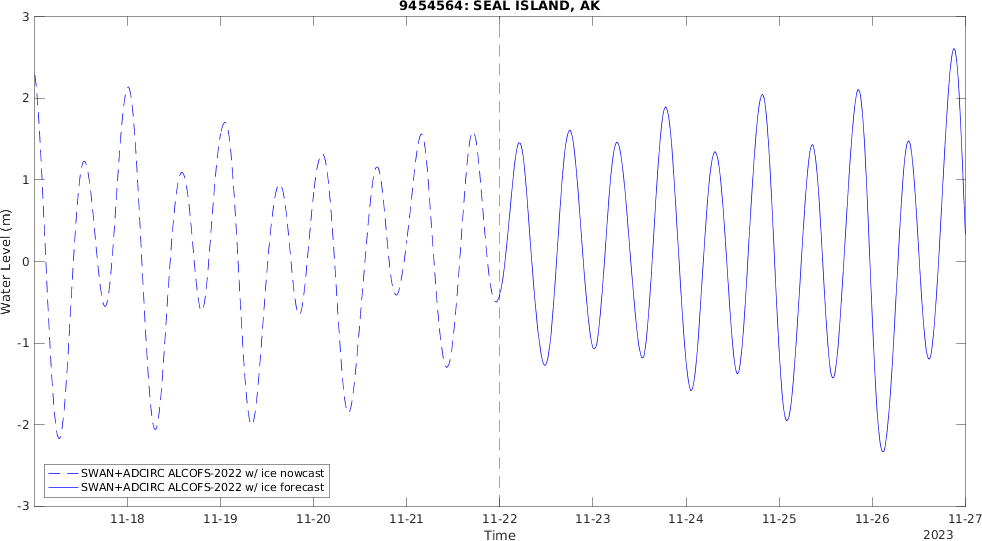 9454564: SEAL ISLAND, AK
3
2
1
0
-1
-2
-3
Water Level (m)
SWAN+ADCIRC ALCOFS-2022 w/ ice nowcast
SWAN+ADCIRC ALCOFS-2022 w/ ice forecast
11-18 11-19 11-20 11-21 11-22 11-23 11-24 11-25 11-26 11-27
Time
2023